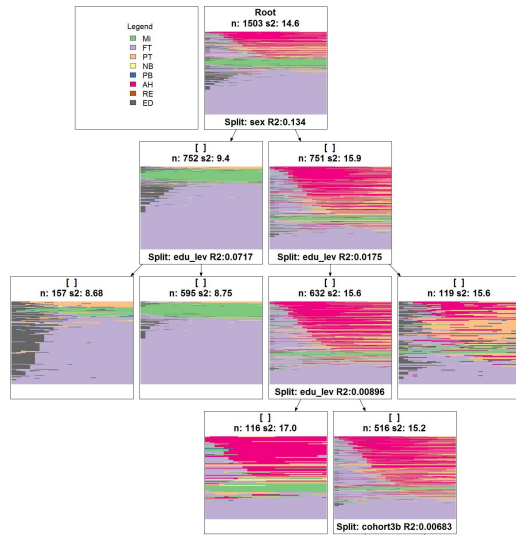 Legend
Mi
FT
PT
NB
PB
AH
RE
ED
Root
n: 1503 s2: 14.6
Split: sex R2:0.134
[ ]
n: 752 s2: 9.4
Split: edu_lev R2:0.0717
[ ]
n: 751 s2: 15.9
Split: edu_lev R2:0.0175
[ ]
n: 157 s2: 8.68
[ ]
n: 595 s2: 8.75
[ ]
n: 632 s2: 15.6
Split: edu_lev R2:0.00896
[ ]
n: 119 s2: 15.6
[ ]
n: 116 s2: 17.0
[ ]
n: 516 s2: 15.2
Split: cohort3b R2:0.00683